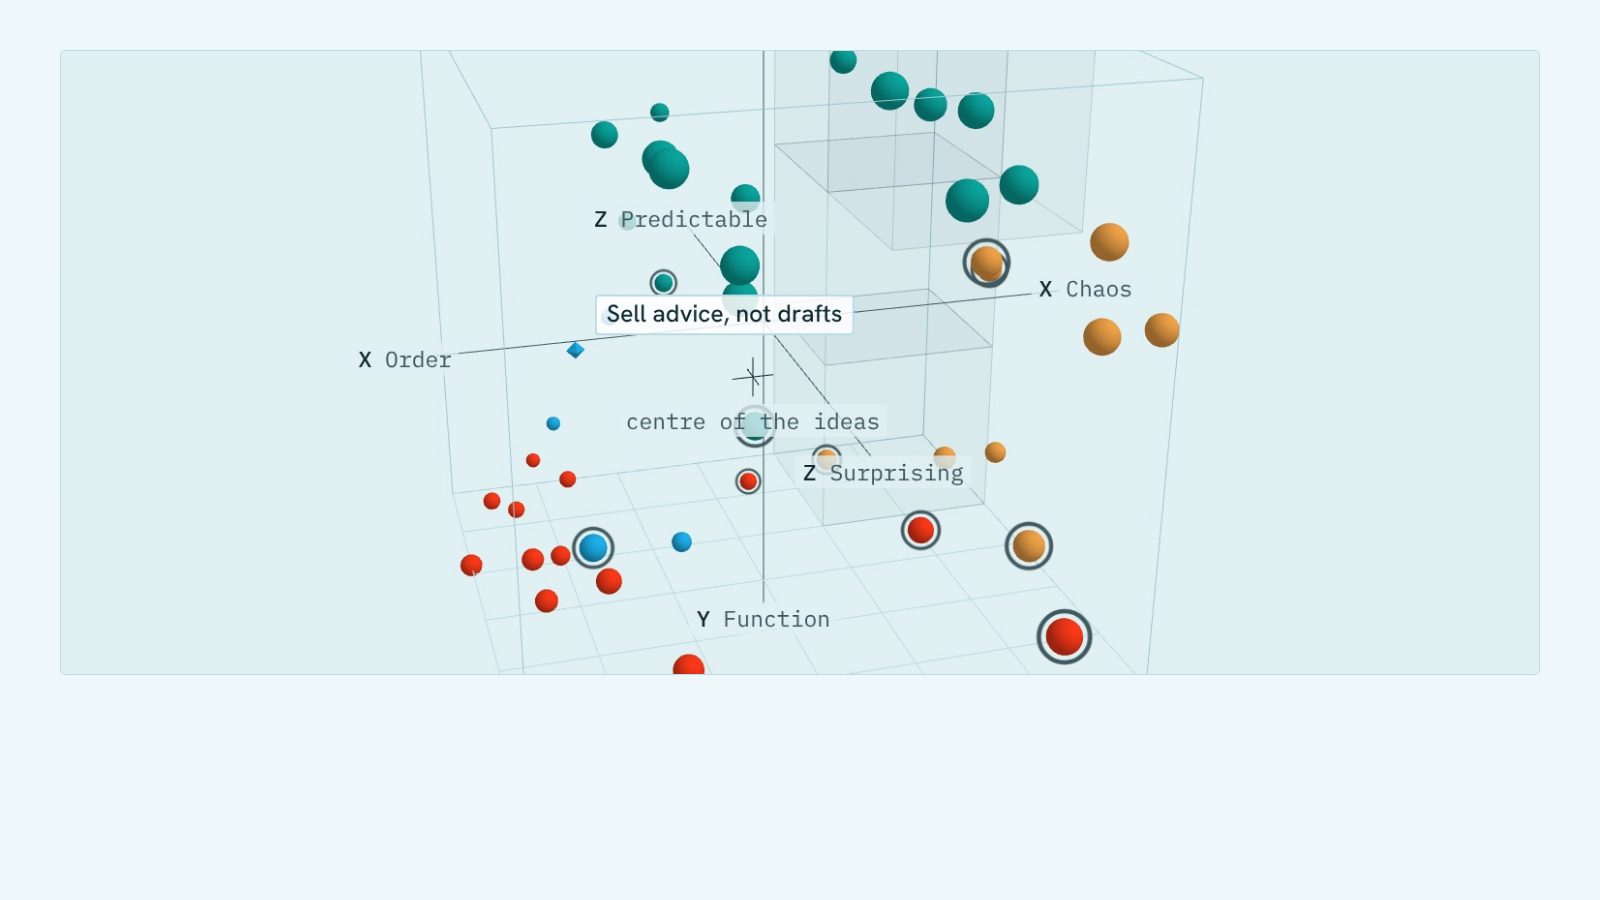 Z Predictable
X Chaos
Sell advice, not drafts
X Order
centre of the ideas
Z Surprising
Y Function